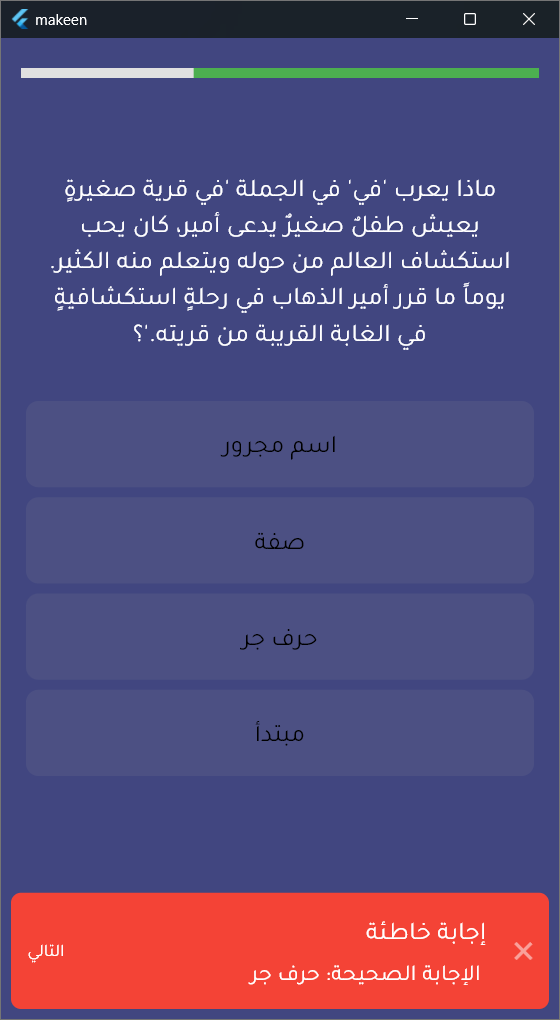 makeen
ماذا يعرب 'في' في الجملة 'في قرية صغيرةٍ
يعيش طفلٌ صغيرٌ يدعى أمير، كان يحب
استكشاف العالم من حوله ويتعلم منه الكثير.
يوماً ما قرر أمير الذهاب في رحلةٍ استكشافيةٍ
في الغابة القريبة من قريته.'؟
اسم مجرور
صفة
حرف جر
مبتدأ
إجابة خاطئة
الإجابة الصحيحة: حرف جر
التالي